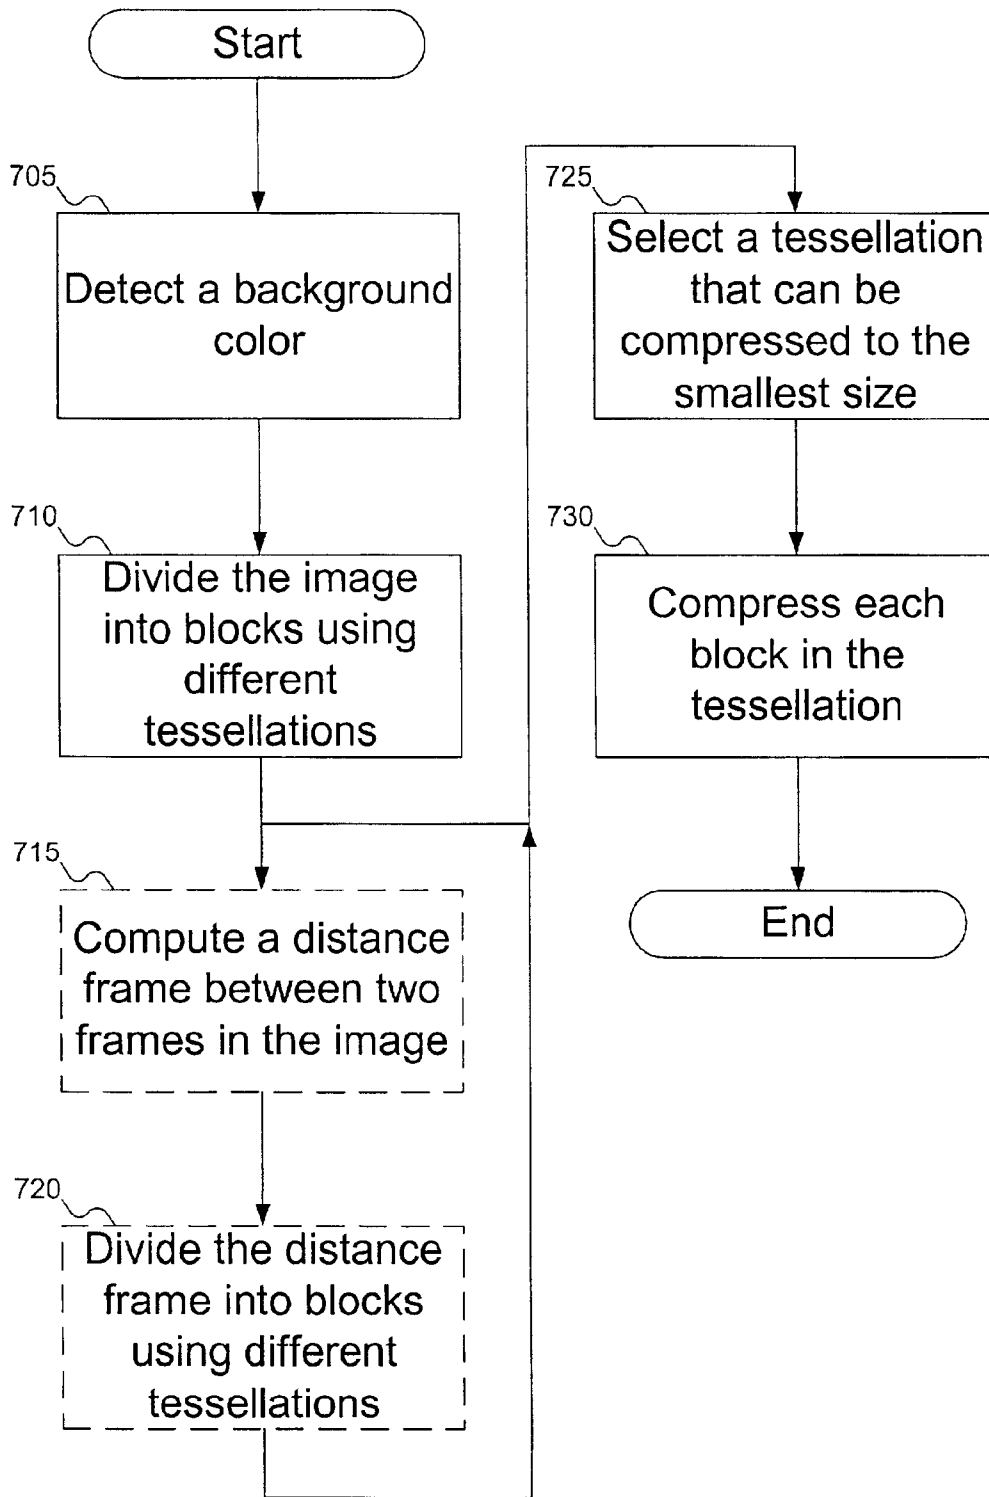 Start
705
Detect a background
color
710
Divide the image
into blocks using
different
tessellations
715
Compute a distance
frame between two
frames in the image
720
Divide the distance
frame into blocks
using different
tessellations
725
Select a tessellation
that can be
compressed to the
smallest size
730
Compress each
block in the
tessellation
End